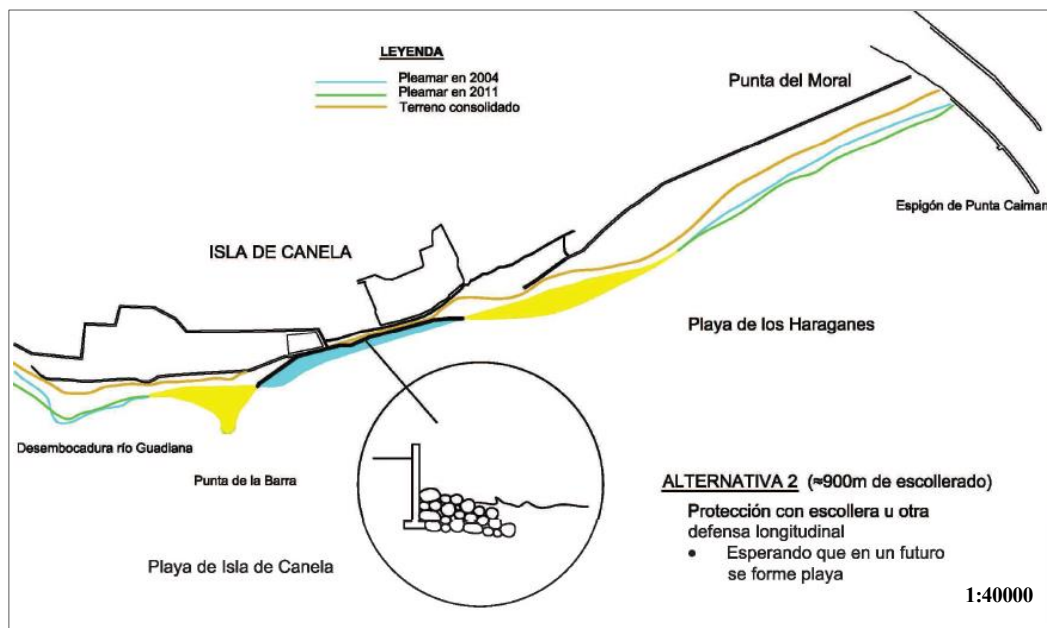 LEYENDA
Pleamar en 2004
Pleamar en 2011
Terreno consolidado
Punta del Moral
Espigón de Punta Caiman
ISLA DE CANELA
Playa de los Haraganes
Desembocadura río Guadiana
Punta de la Barra
Playa de Isla de Canela
ALTERNATIVA 2 (≈900m de escollerado)
Protección con escollera u otra
defensa longitudinal
• Esperando que en un futuro
se forme playa
1:40000